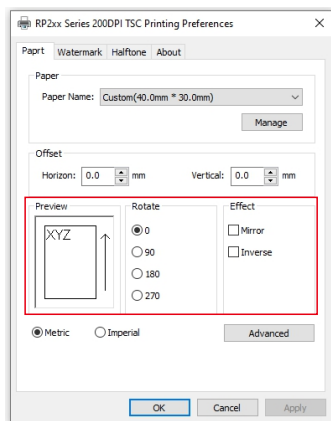 RP2xx Series 200DPI TSC Printing Preferences
Paprt Watermark Halftone About
Paper
Paper Name: Custom(40.0mm * 30.0mm)
Manage
Offset
Horizon: 0.0 mm Vertical: 0.0 mm
Preview Rotate Effect
XYZ 0 Mirror
90 Inverse
180
270
Metric Imperial Advanced
OK Cancel Apply